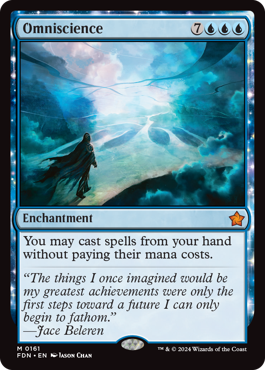 Omniscience 7
Enchantment
You may cast spells from your hand
without paying their mana costs.
“The things I once imagined would be
my greatest achievements were only the
first steps toward a future I can only
begin to fathom.”
—Jace Beleren
M 0161
FDN • EN Jason Chan
™ & © 2024 Wizards of the Coast